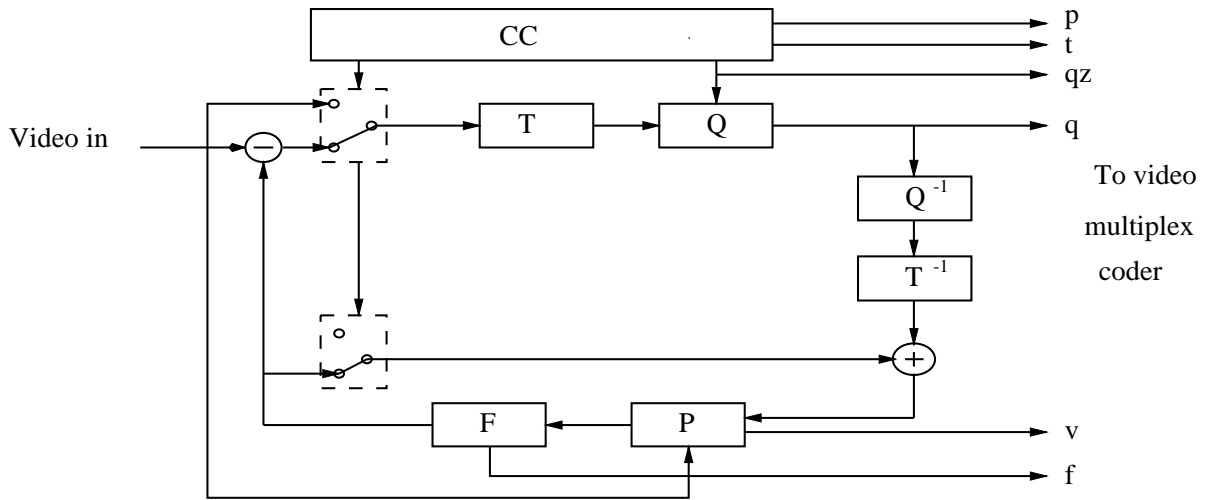 CC
p
t
qz
Video in
T
Q
q
Q -1
To video
multiplex
coder
T -1
F
P
v
f